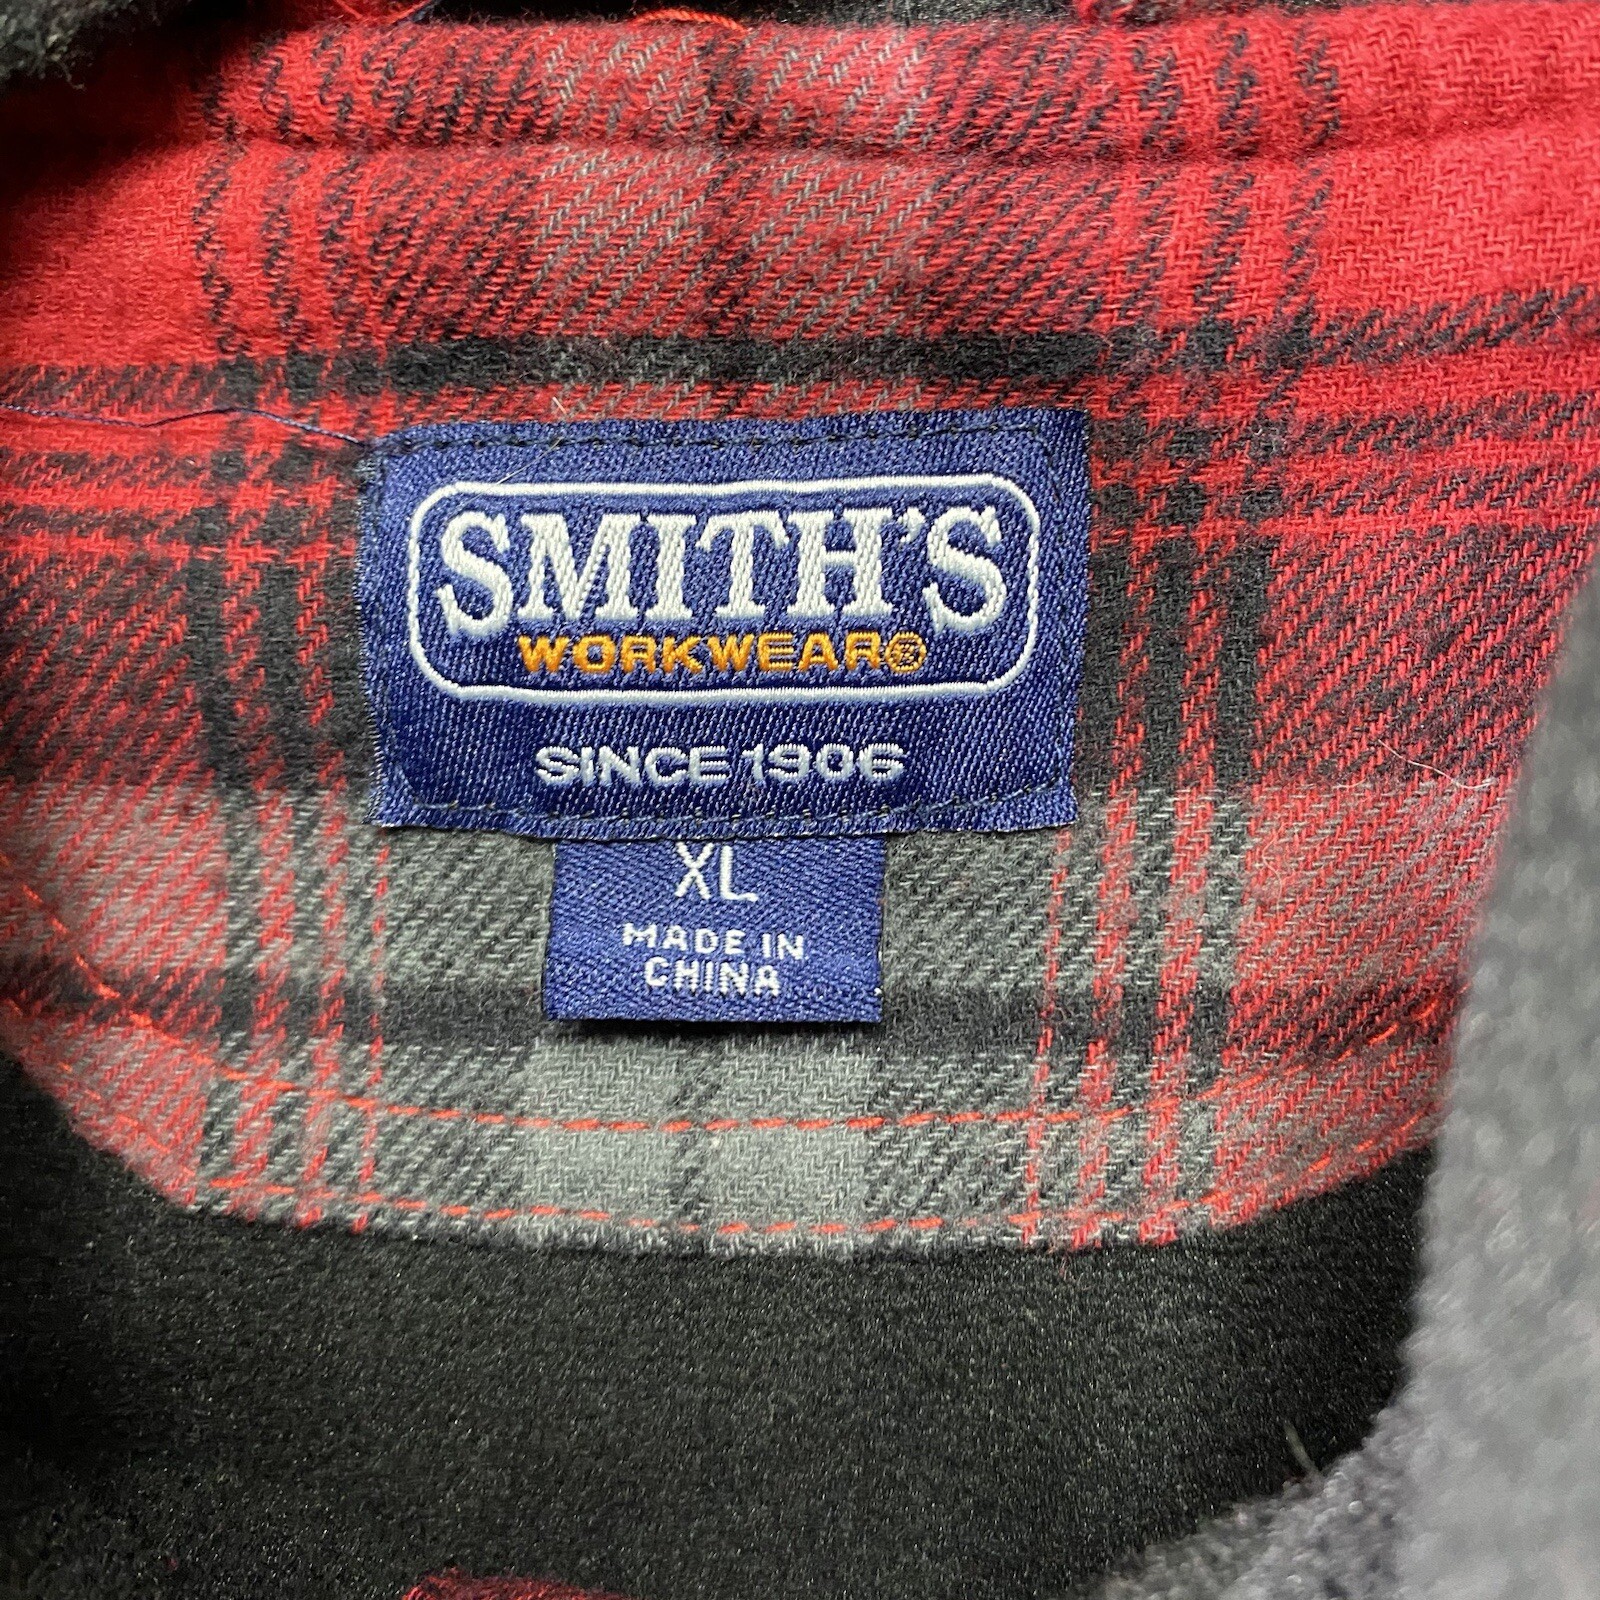 SMITH'S
WORKWEAR®
SINCE 1906
XL
MADE IN
CHINA